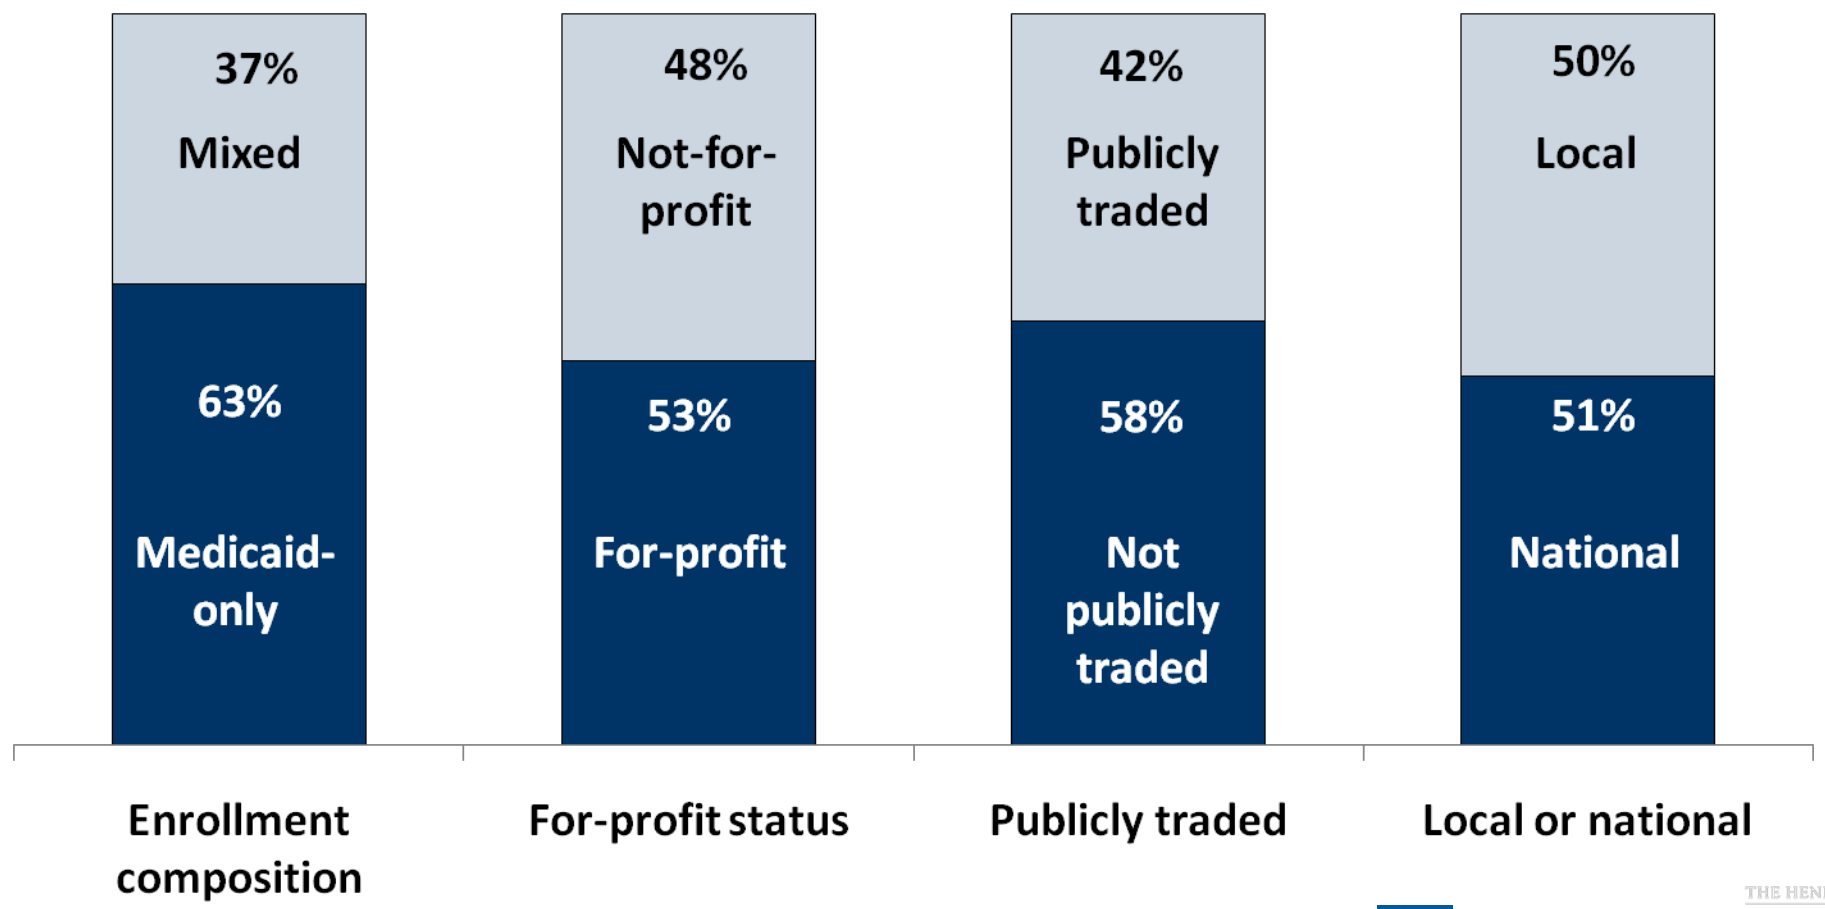 37%
Mixed
63%
Medicaid-
only
48%
Not-for-
profit
53%
For-profit
42%
Publicly
traded
58%
Not
publicly
traded
50%
Local
51%
National
Enrollment
composition
For-profit status
Publicly traded
Local or national
THE